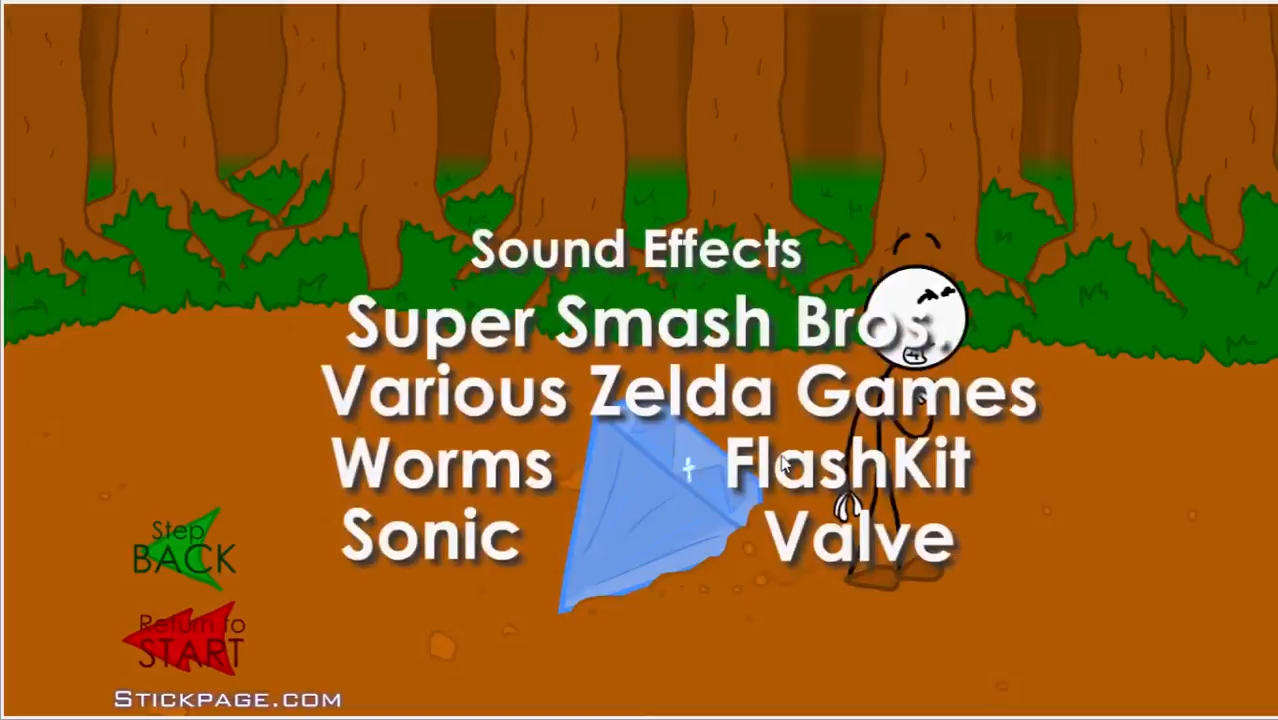 Sound Effects
Super Smash Bros.
Various Zelda Games
Worms FlashKit
Sonic Valve
Step
BACK
Return to
START
STICKPAGE.COM